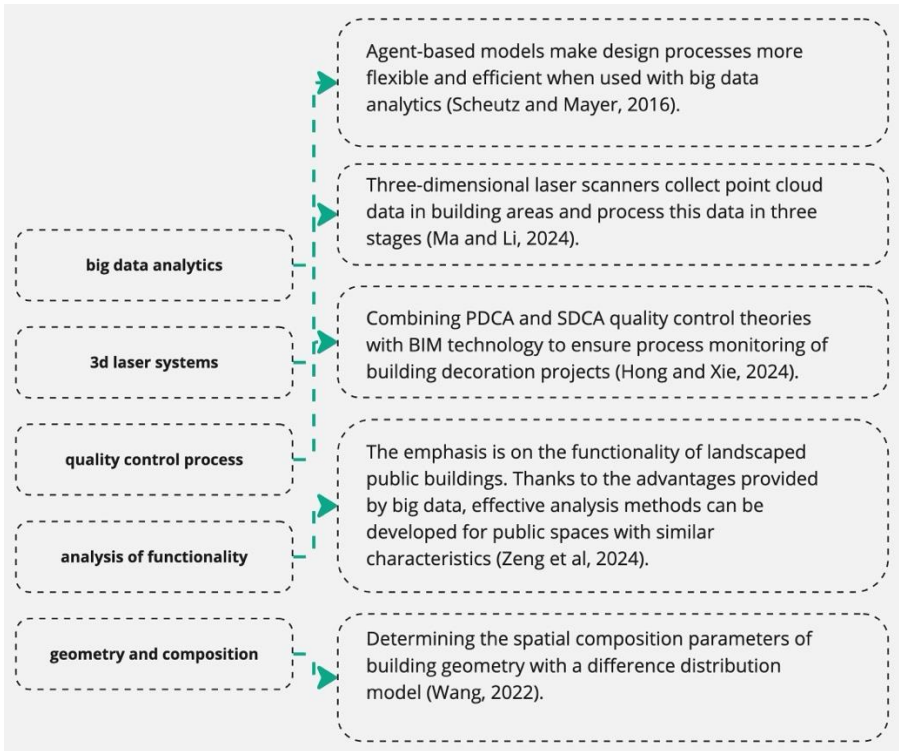 big data analytics
3d laser systems
quality control process
analysis of functionality
geometry and composition
Agent-based models make design processes more
flexible and efficient when used with big data
analytics (Scheutz and Mayer, 2016).
Three-dimensional laser scanners collect point cloud
data in building areas and process this data in three
stages (Ma and Li, 2024).
Combining PDCA and SDCA quality control theories
with BIM technology to ensure process monitoring of
building decoration projects (Hong and Xie, 2024).
The emphasis is on the functionality of landscaped
public buildings. Thanks to the advantages provided
by big data, effective analysis methods can be
developed for public spaces with similar
characteristics (Zeng et al, 2024).
Determining the spatial composition parameters of
building geometry with a difference distribution
model (Wang, 2022).